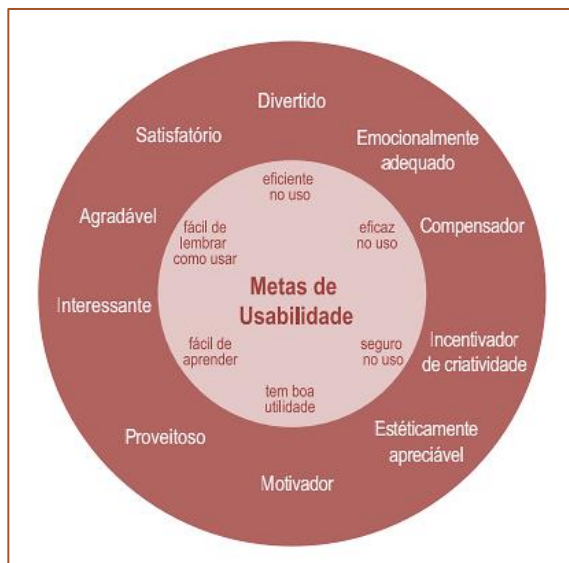 Divertido
Satisfatório
Emocionalmente
adequado
Agradável
Compensador
Interessante
Incentivador
de criatividade
Proveitoso
Estéticamente
apreciável
Motivador
eficiente
no uso
fácil de
lembrar
como usar
eficaz
no uso
Metas de
Usabilidade
fácil de
aprender
seguro
no uso
tem boa
utilidade